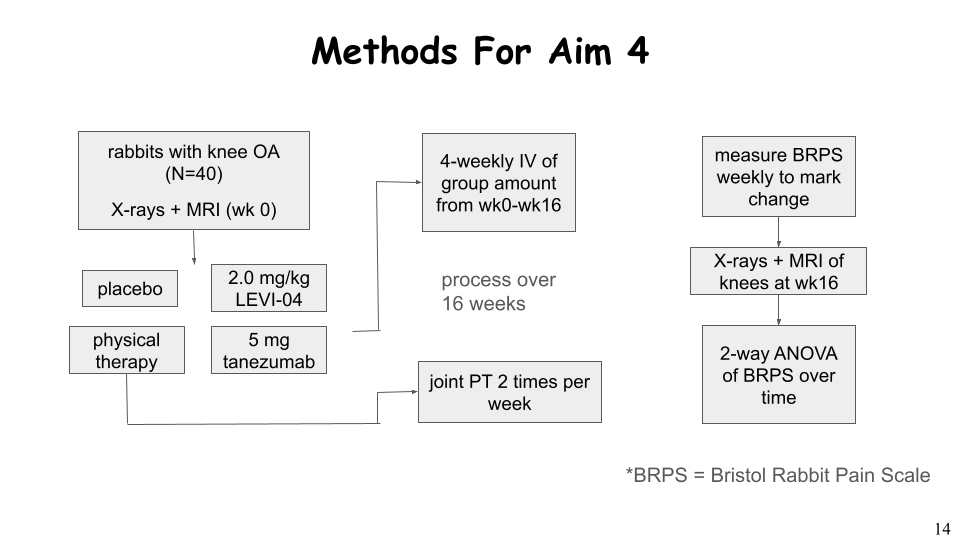 Methods For Aim 4
rabbits with knee OA
(N=40)
X-rays + MRI (wk 0)
placebo
2.0 mg/kg
LEVI-04
physical
therapy
5 mg
tanezumab
4-weekly IV of
group amount
from wk0-wk16
process over
16 weeks
joint PT 2 times per
week
measure BRPS
weekly to mark
change
X-rays + MRI of
knees at wk16
2-way ANOVA
of BRPS over
time
*BRPS = Bristol Rabbit Pain Scale
14